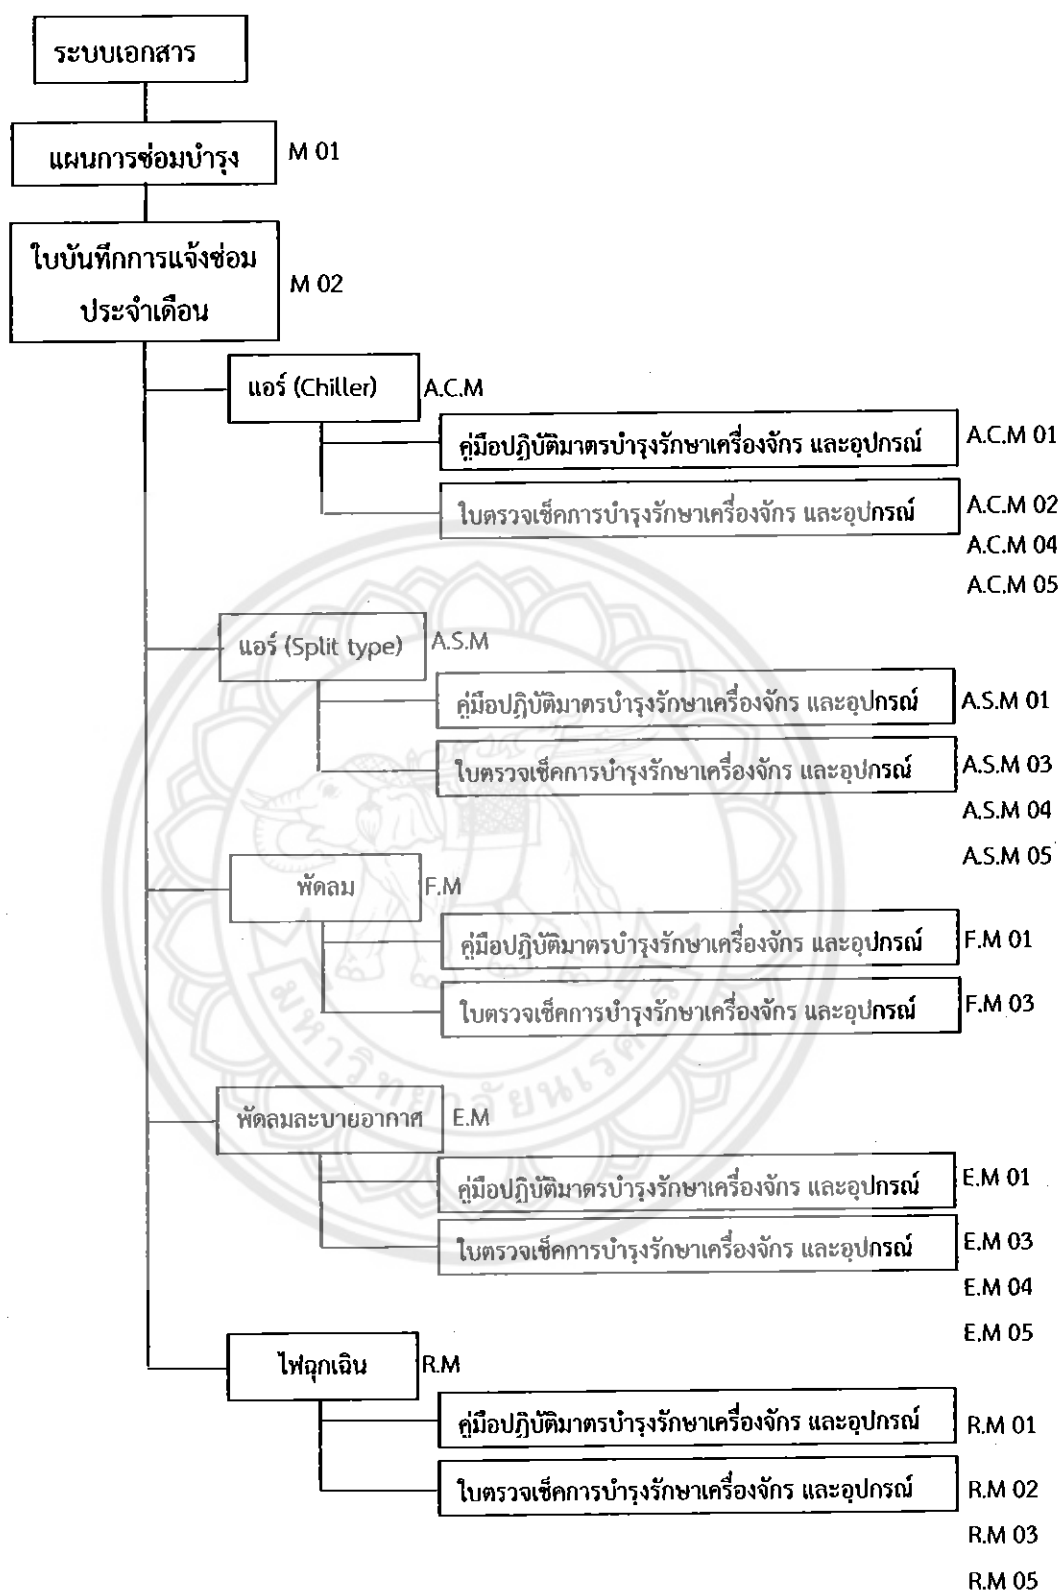 ระบบเอกสาร
แผนการซ่อมบำรุง M 01
ใบบันทึกการแจ้งซ่อม
ประจำเดือน
M 02
แอร์ (Chiller) A.C.M
คู่มือปฏิบัติมาตรบำรุงรักษาเครื่องจักร และอุปกรณ์ A.C.M 01
ใบตรวจเช็คการบำรุงรักษาเครื่องจักร และอุปกรณ์ A.C.M 02
A.C.M 04
A.C.M 05
แอร์ (Split type) A.S.M
คู่มือปฏิบัติมาตรบำรุงรักษาเครื่องจักร และอุปกรณ์ A.S.M 01
ใบตรวจเช็คการบำรุงรักษาเครื่องจักร และอุปกรณ์ A.S.M 03
A.S.M 04
A.S.M 05
พัดลม F.M
คู่มือปฏิบัติมาตรบำรุงรักษาเครื่องจักร และอุปกรณ์ F.M 01
ใบตรวจเช็คการบำรุงรักษาเครื่องจักร และอุปกรณ์ F.M 03
มหาวิทยาลัยนเรศวร
พัดลมละบายอากาศ E.M
คู่มือปฏิบัติมาตรบำรุงรักษาเครื่องจักร และอุปกรณ์ E.M 01
ใบตรวจเช็คการบำรุงรักษาเครื่องจักร และอุปกรณ์ E.M 03
E.M 04
E.M 05
ไฟฉุกเฉิน R.M
คู่มือปฏิบัติมาตรบำรุงรักษาเครื่องจักร และอุปกรณ์ R.M 01
ใบตรวจเช็คการบำรุงรักษาเครื่องจักร และอุปกรณ์ R.M 02
R.M 03
R.M 05